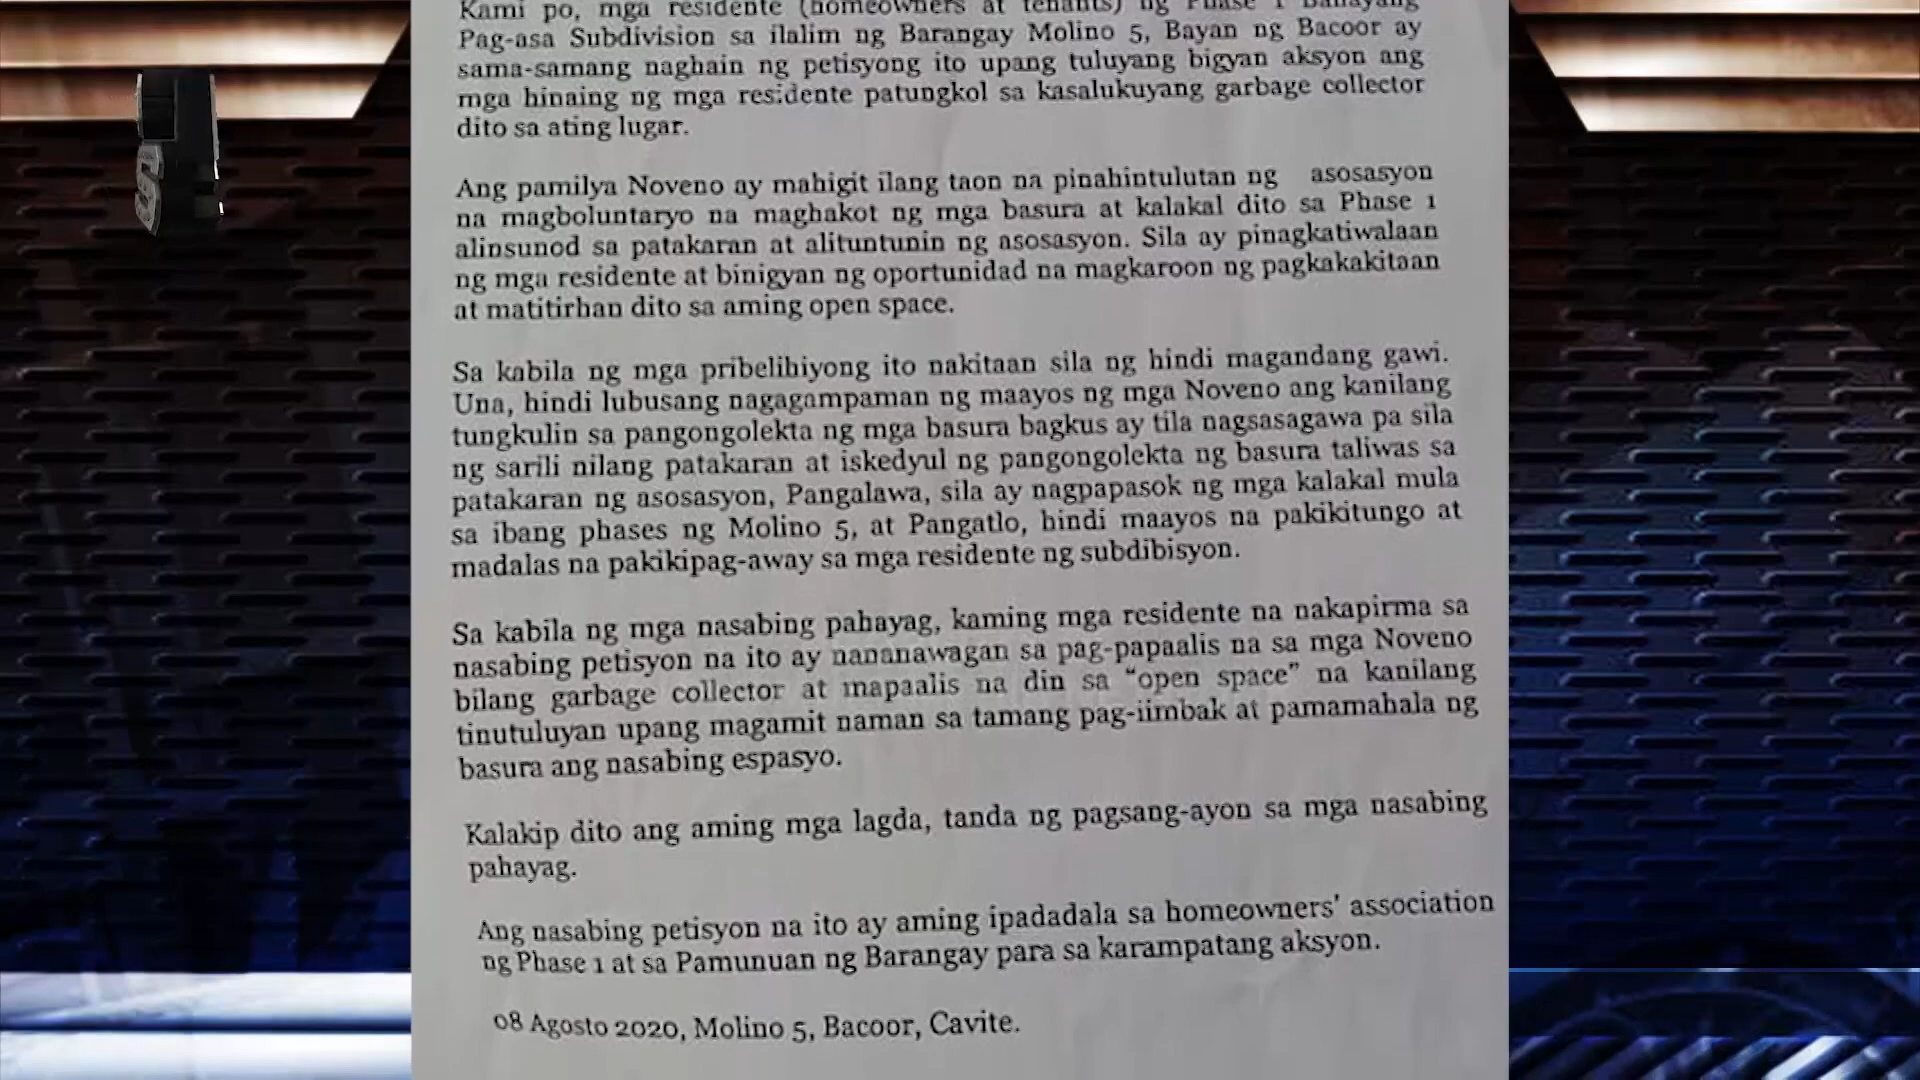 Kami po, mga residente (homeowners at tenants) ng Phase 1 Bahayang
Pag-asa Subdivision sa ilalim ng Barangay Molino 5, Bayan ng Bacoor ay
sama-samang naghain ng petisyong ito upang tuluyang bigyan aksyon ang
mga hinaing ng mga residente patungkol sa kasalukuyang garbage collector
dito sa ating lugar.
Ang pamilya Noveno ay mahigit ilang taon na pinahintulutan ng asosasyon
na magboluntaryo na maghakot ng mga basura at kalakal dito sa Phase 1
alinsunod sa patakaran at alituntunin ng asosasyon. Sila ay pinagkatiwalaan
ng mga residente at binigyan ng oportunidad na magkaroon ng pagkakakitaan
at matitirhan dito sa aming open space.
Sa kabila ng mga pribelihiyong ito nakitaan sila ng hindi magandang gawi.
Una, hindi lubusang nagagampaman ng maayos ng mga Noveno ang kanilang
tungkulin sa pangongolekta ng mga basura bagkus ay tila nagsasagawa pa sila
ng sarili nilang patakaran at iskedyul ng pangongolekta ng basura taliwas sa
patakaran ng asosasyon, Pangalawa, sila ay nagpapasok ng mga kalakal mula
sa ibang phases ng Molino 5, at Pangatlo, hindi maayos na pakikitungo at
madalas na pakikipag-away sa mga residente ng subdibisyon.
Sa kabila ng mga nasabing pahayag, kaming mga residente na nakapirma sa
nasabing petisyon na ito ay nananawagan sa pag-papaalis na sa mga Noveno
bilang garbage collector at mapaalis na din sa “open space” na kanilang
tinutuluyan upang magamit naman sa tamang pag-iimbak at pamamahala ng
basura ang nasabing espasyo.
Kalakip dito ang aming mga lagda, tanda ng pagsang-ayon sa mga nasabing
pahayag.
Ang nasabing petisyon na ito ay aming ipadadala sa homeowners’ association
ng Phase 1 at sa Pamunuan ng Barangay para sa karampatang aksyon.
08 Agosto 2020, Molino 5, Bacoor, Cavite.